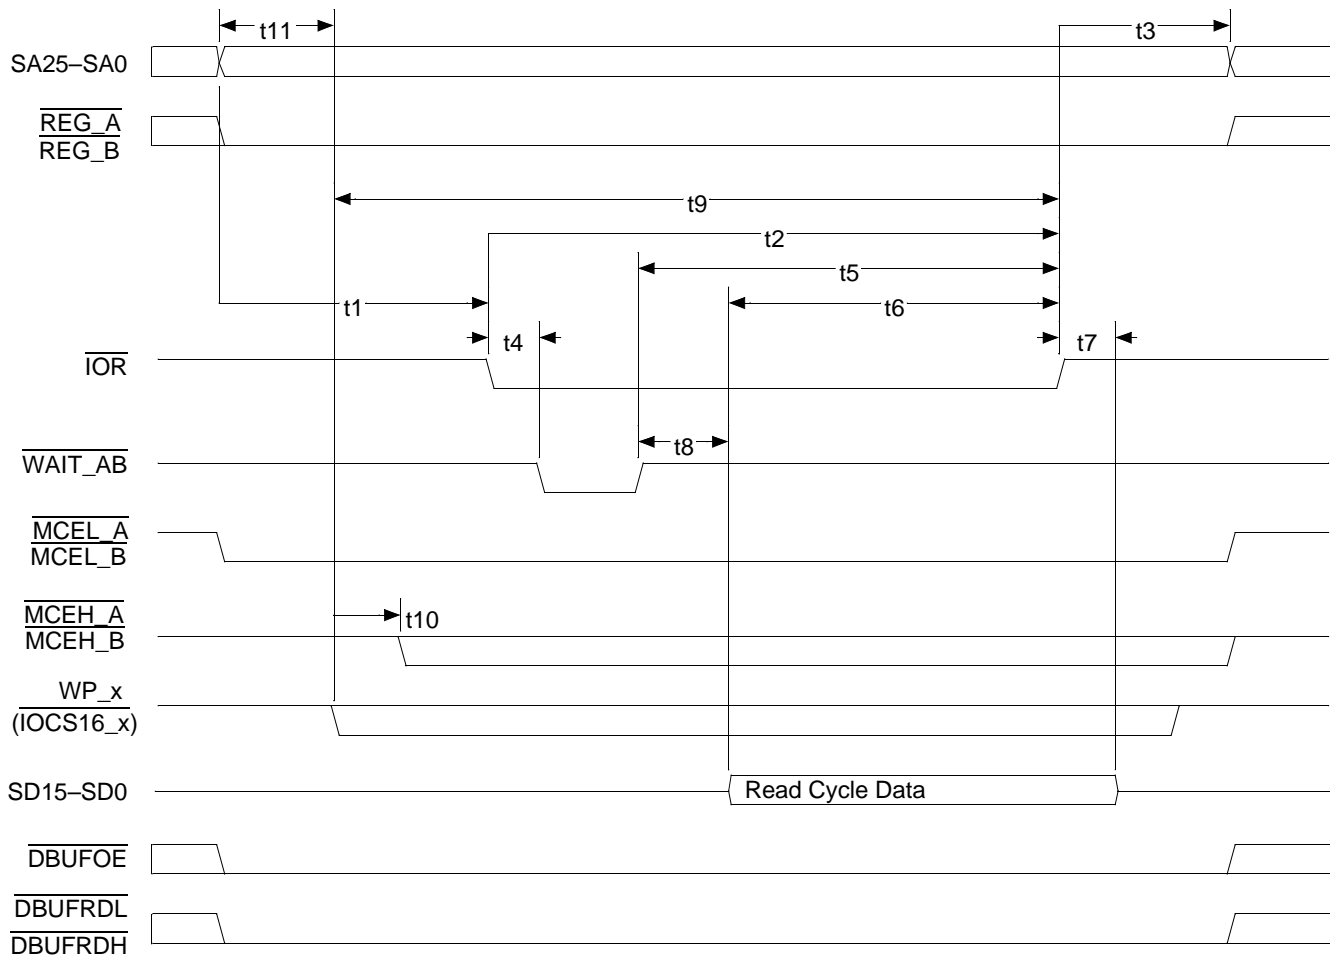 t11
t3
SA25–SA0
REG_A
REG_B
t9
t2
t5
t1
t6
t4
t7
IOR
t8
WAIT_AB
MCEL_A
MCEL_B
MCEH_A
t10
MCEH_B
WP_x
(IOCS16_x)
SD15–SD0
Read Cycle Data
DBUFOE
DBUFRDL
DBUFRDH